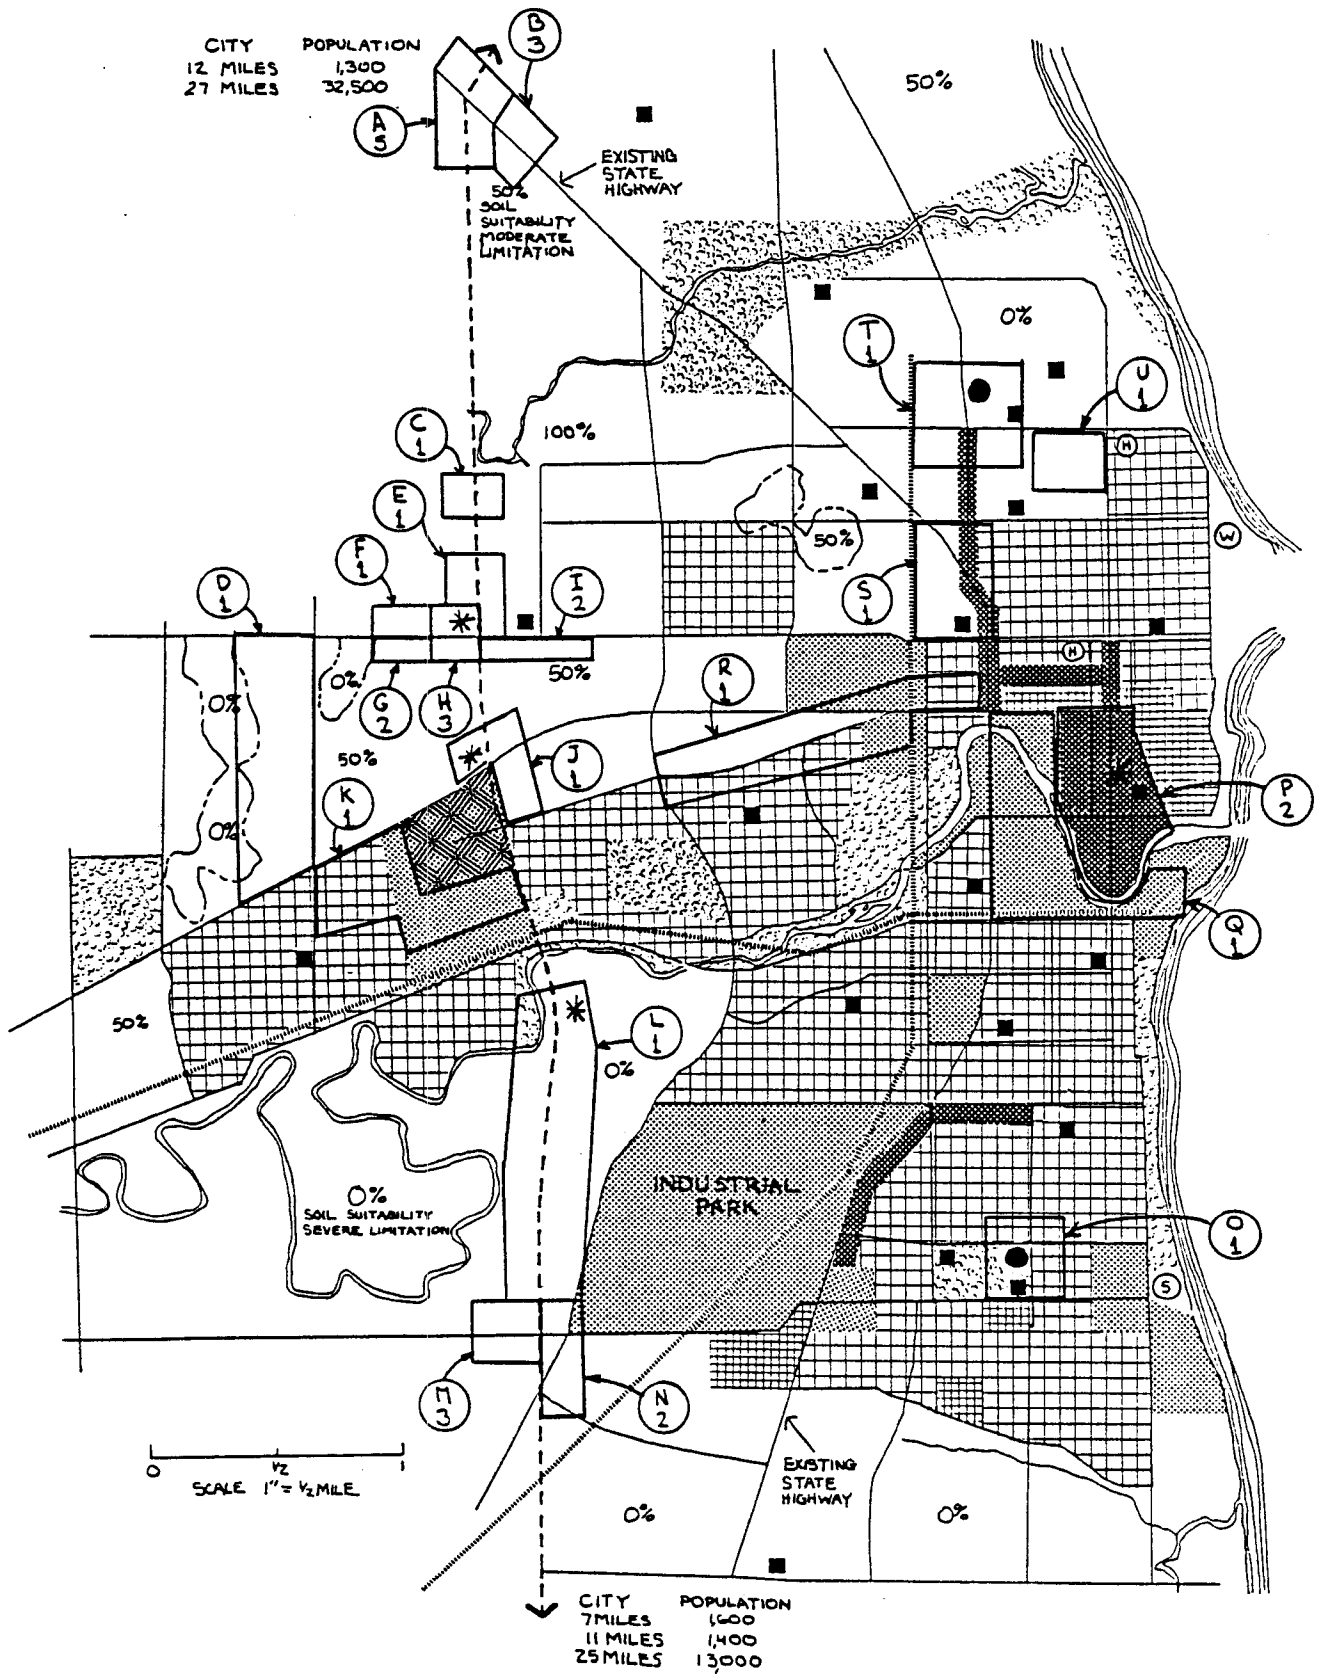 CITY POPULATION
12 MILES 1,300
27 MILES 32,500
B
3
A
3
50%
EXISTING
STATE
HIGHWAY
50%
SOIL
SUITABILITY
MODERATE
LIMITATION
0%
T
1
U
1
C
1
100%
H
E
1
50%
W
F
1
D
1
I
2
S
1
H
0%
0%
50%
R
1
G
2
H
3
50%
J
1
K
1
P
2
0%
Q
1
50%
L
1
0%
INDUSTRIAL
PARK
0%
SOIL SUITABILITY
SEVERE LIMITATION
O
1
S
M
3
N
2
0 1/2 1
SCALE 1" = 1/2 MILE
EXISTING
STATE
HIGHWAY
0%
0%
CITY POPULATION
7 MILES 1,600
11 MILES 1,400
25 MILES 13000